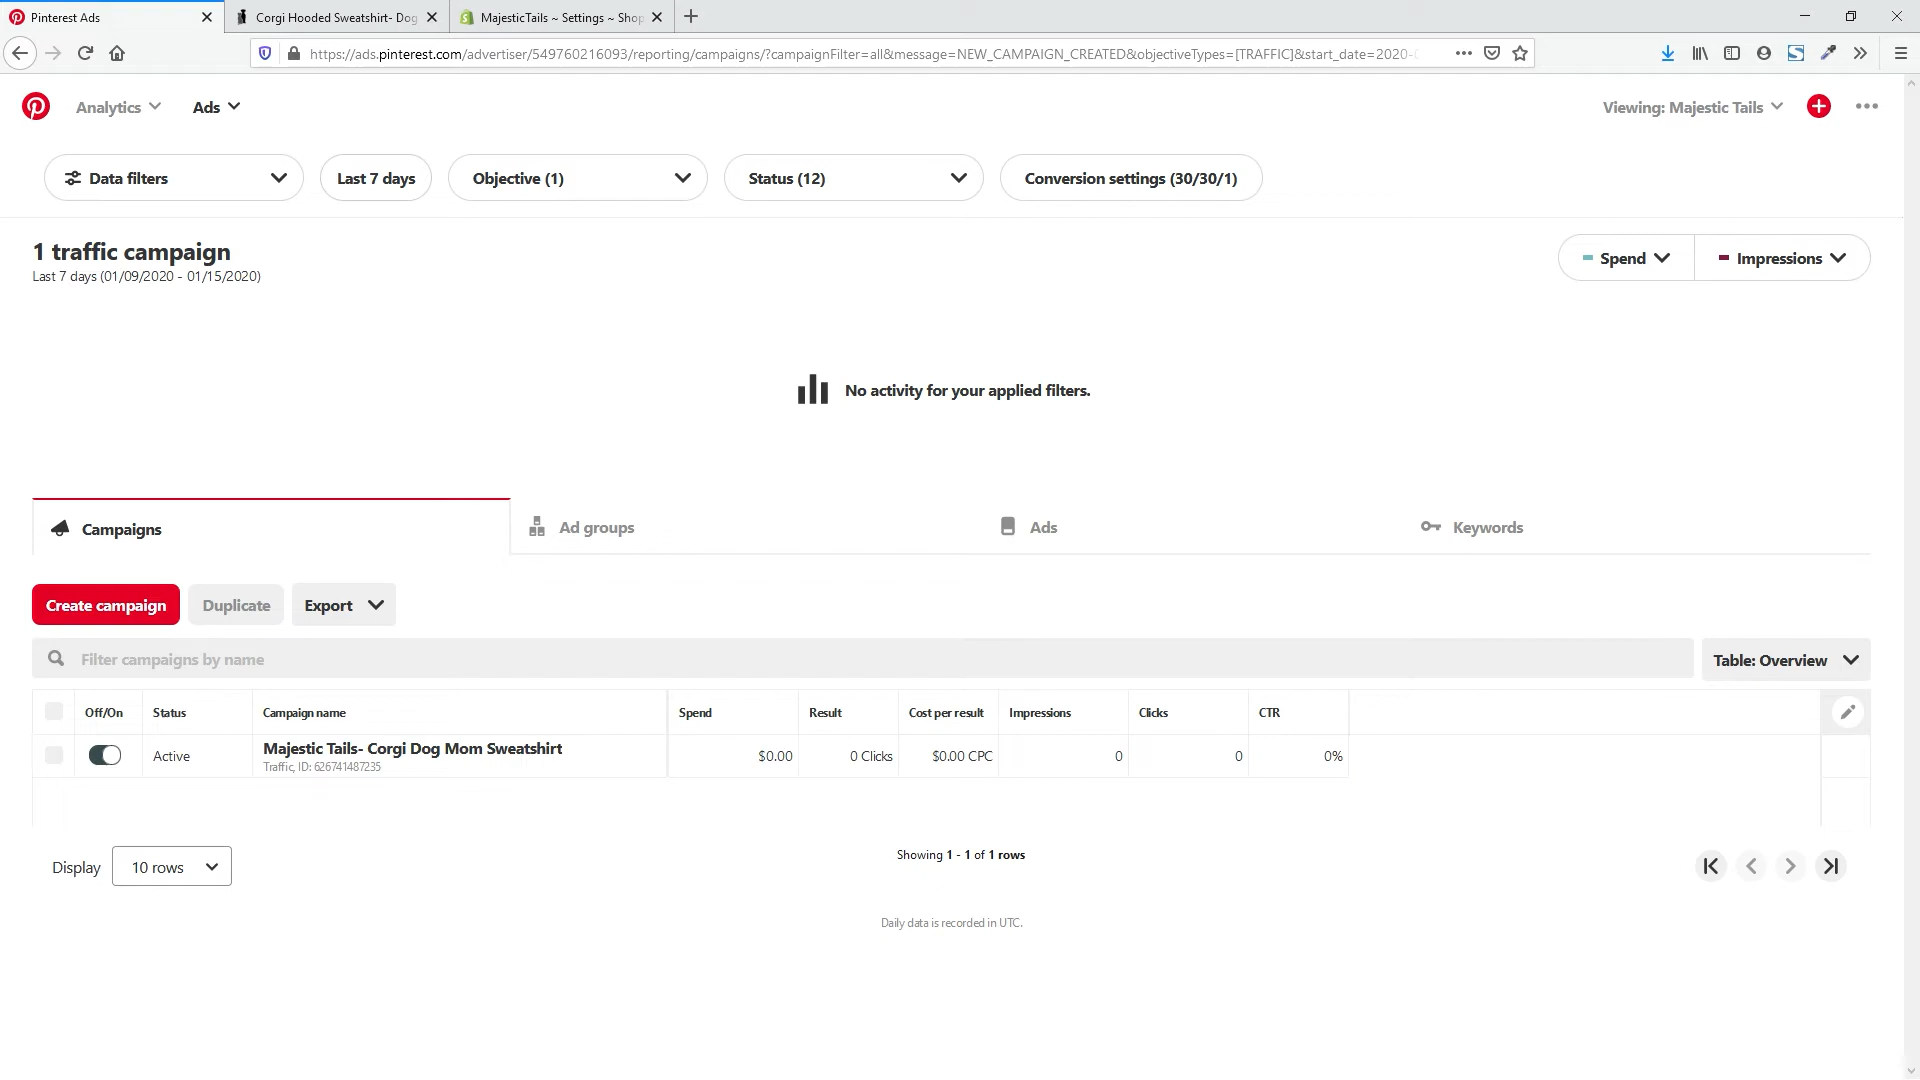 Pinterest Ads
Corgi Hooded Sweatshirt- Dog
MajesticTails ~ Settings ~ Shop
https://ads.pinterest.com/advertiser/549760216093/reporting/campaigns/?campaignFilter=all&message=NEW_CAMPAIGN_CREATED&objectiveTypes=[TRAFFIC]&start_date=2020-
Analytics
Ads
Viewing: Majestic Tails
Data filters
Last 7 days
Objective (1)
Status (12)
Conversion settings (30/30/1)
1 traffic campaign
Last 7 days (01/09/2020 - 01/15/2020)
Spend
Impressions
No activity for your applied filters.
Campaigns
Ad groups
Ads
Keywords
Create campaign
Duplicate
Export
Filter campaigns by name
Table: Overview
Off/On Status Campaign name Spend Result Cost per result Impressions Clicks CTR
Active Majestic Tails- Corgi Dog Mom Sweatshirt $0.00 0 Clicks $0.00 CPC 0 0 0%
Traffic, ID: 626741487235
Display 10 rows
Showing 1 - 1 of 1 rows
Daily data is recorded in UTC.